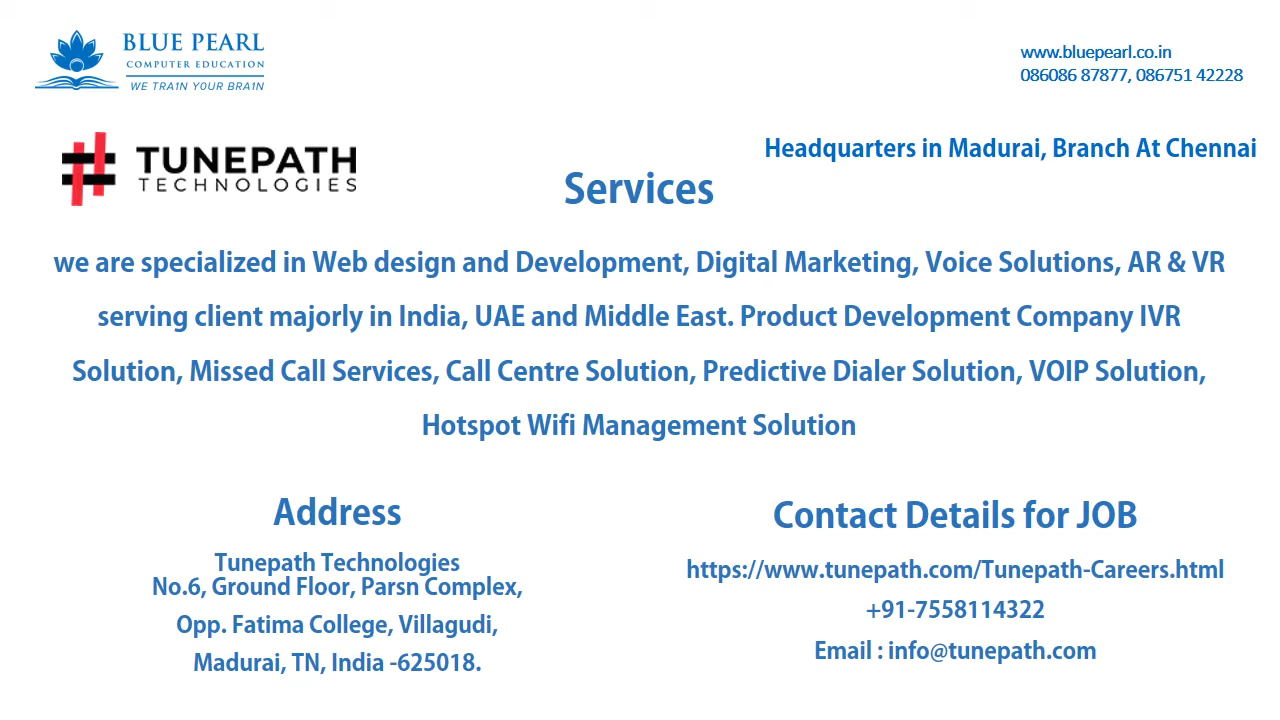 BLUE PEARL
COMPUTER EDUCATION
WE TRAIN YOUR BRAIN
www.bluepearl.co.in
086086 87877, 086751 42228
TUNEPATH
TECHNOLOGIES
Headquarters in Madurai, Branch At Chennai
Services
we are specialized in Web design and Development, Digital Marketing, Voice Solutions, AR & VR
serving client majorly in India, UAE and Middle East. Product Development Company IVR
Solution, Missed Call Services, Call Centre Solution, Predictive Dialer Solution, VOIP Solution,
Hotspot Wifi Management Solution
Address
Tunepath Technologies
No.6, Ground Floor, Parsn Complex,
Opp. Fatima College, Villagudi,
Madurai, TN, India -625018.
Contact Details for JOB
https://www.tunepath.com/Tunepath-Careers.html
+91-7558114322
Email : info@tunepath.com